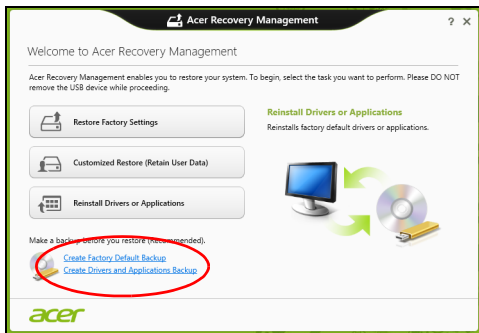 Acer Recovery Management
? X
Welcome to Acer Recovery Management
Acer Recovery Management enables you to restore your system. To begin, select the task you want to perform. Please DO NOT
remove the USB device while proceeding.
Restore Factory Settings
Customized Restore (Retain User Data)
Reinstall Drivers or Applications
Reinstall Drivers or Applications
Reinstalls factory default drivers or applications.
Make a backup before you restore (Recommended).
Create Factory Default Backup
Create Drivers and Applications Backup
acer